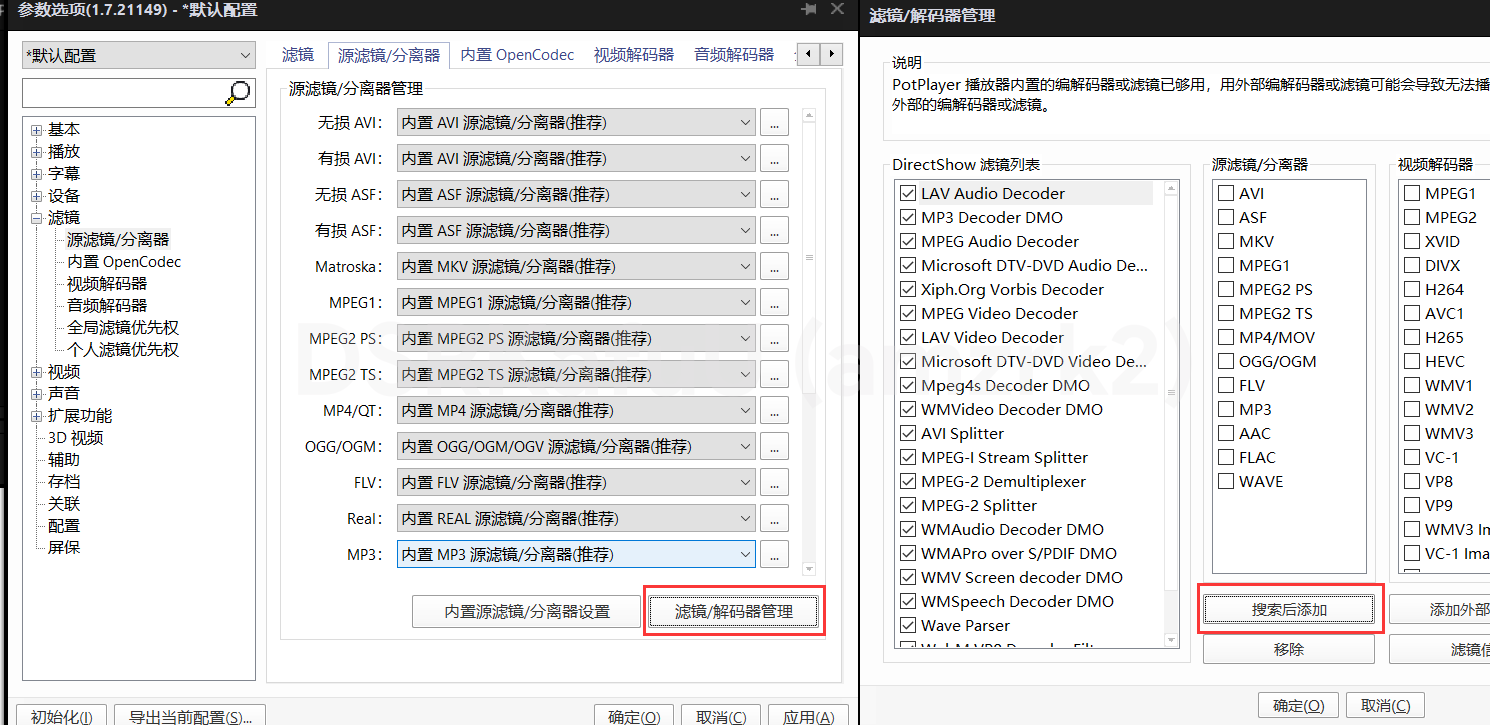 参数选项(1.7.21149) - *默认配置
*默认配置
基本
播放
字幕
设备
滤镜
源滤镜/分离器
内置 OpenCodec
视频解码器
音频解码器
全局滤镜优先权
个人滤镜优先权
视频
声音
扩展功能
3D 视频
辅助
存档
关联
配置
屏保
滤镜 源滤镜/分离器 内置 OpenCodec 视频解码器 音频解码器
源滤镜/分离器管理
无损 AVI: 内置 AVI 源滤镜/分离器(推荐) ...
有损 AVI: 内置 AVI 源滤镜/分离器(推荐) ...
无损 ASF: 内置 ASF 源滤镜/分离器(推荐) ...
有损 ASF: 内置 ASF 源滤镜/分离器(推荐) ...
Matroska: 内置 MKV 源滤镜/分离器(推荐) ...
MPEG1: 内置 MPEG1 源滤镜/分离器(推荐) ...
MPEG2 PS: 内置 MPEG2 PS 源滤镜/分离器(推荐) ...
MPEG2 TS: 内置 MPEG2 TS 源滤镜/分离器(推荐) ...
MP4/QT: 内置 MP4 源滤镜/分离器(推荐) ...
OGG/OGM: 内置 OGG/OGM/OGV 源滤镜/分离器(推荐) ...
FLV: 内置 FLV 源滤镜/分离器(推荐) ...
Real: 内置 REAL 源滤镜/分离器(推荐) ...
MP3: 内置 MP3 源滤镜/分离器(推荐) ...
内置源滤镜/分离器设置 滤镜/解码器管理
初始化(I) 导出当前配置(S)... 确定(O) 取消(C) 应用(A)
滤镜/解码器管理
说明
PotPlayer 播放器内置的编解码器或滤镜已够用，用外部编解码器或滤镜可能会导致无法播
外部的编解码器或滤镜。
DirectShow 滤镜列表
LAV Audio Decoder
MP3 Decoder DMO
MPEG Audio Decoder
Microsoft DTV-DVD Audio De...
Xiph.Org Vorbis Decoder
MPEG Video Decoder
LAV Video Decoder
Microsoft DTV-DVD Video De...
Mpeg4s Decoder DMO
WMVideo Decoder DMO
AVI Splitter
MPEG-I Stream Splitter
MPEG-2 Demultiplexer
MPEG-2 Splitter
WMAudio Decoder DMO
WMAPro over S/PDIF DMO
WMV Screen decoder DMO
WMSpeech Decoder DMO
Wave Parser
源滤镜/分离器
AVI
ASF
MKV
MPEG1
MPEG2 PS
MPEG2 TS
MP4/MOV
OGG/OGM
FLV
MP3
AAC
FLAC
WAVE
视频解码器
MPEG1
MPEG2
XVID
DIVX
H264
AVC1
H265
HEVC
WMV1
WMV2
WMV3
VC-1
VP8
VP9
WMV3 Im
VC-1 Ima
搜索后添加 添加外部
移除 滤镜信
确定(O) 取消(C)